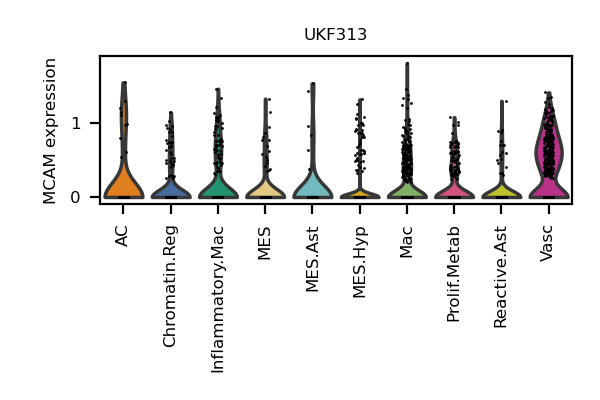 UKF313
MCAM expression
1
0
AC
Chromatin.Reg
Inflammatory.Mac
MES
MES.Ast
MES.Hyp
Mac
Prolif.Metab
Reactive.Ast
Vasc